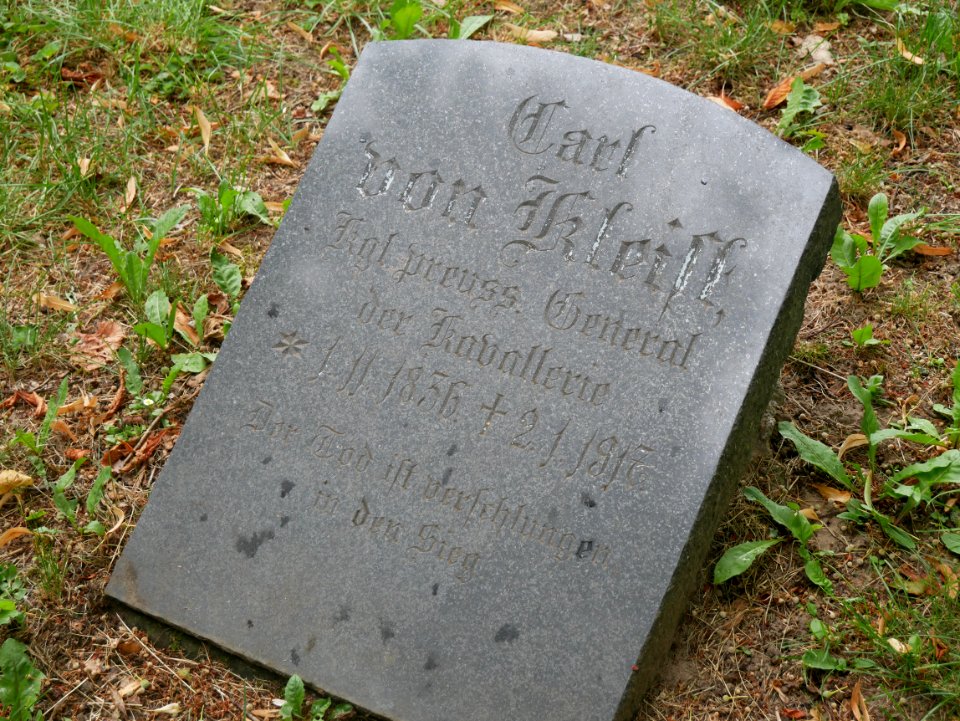 Carl
von Kleist,
Kgl. preuss. General
der Kavallerie
* 1. 11. 1836. † 2. 1. 1917
Der Tod ist verschlungen
in den Sieg